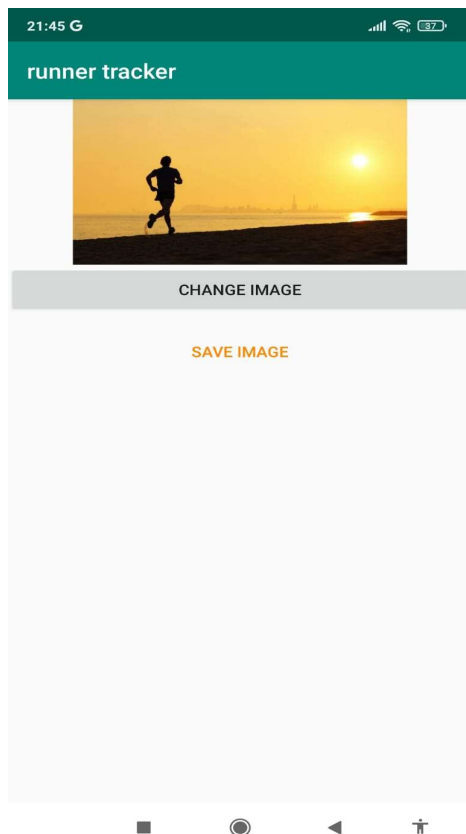 21:45 G
37
runner tracker
CHANGE IMAGE
SAVE IMAGE